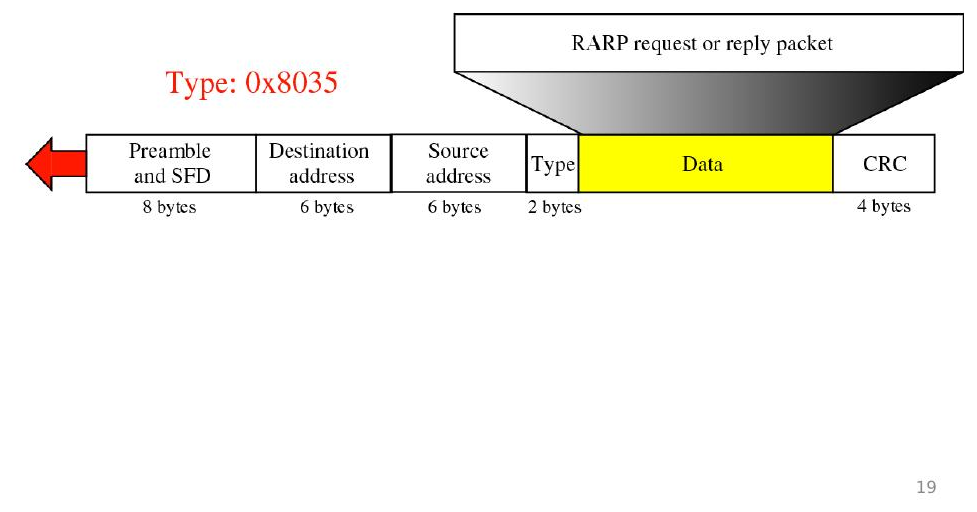 RARP request or reply packet
Type: 0x8035
Preamble and SFD
Destination address
Source address
Type
Data
CRC
8 bytes
6 bytes
6 bytes
2 bytes
4 bytes
19